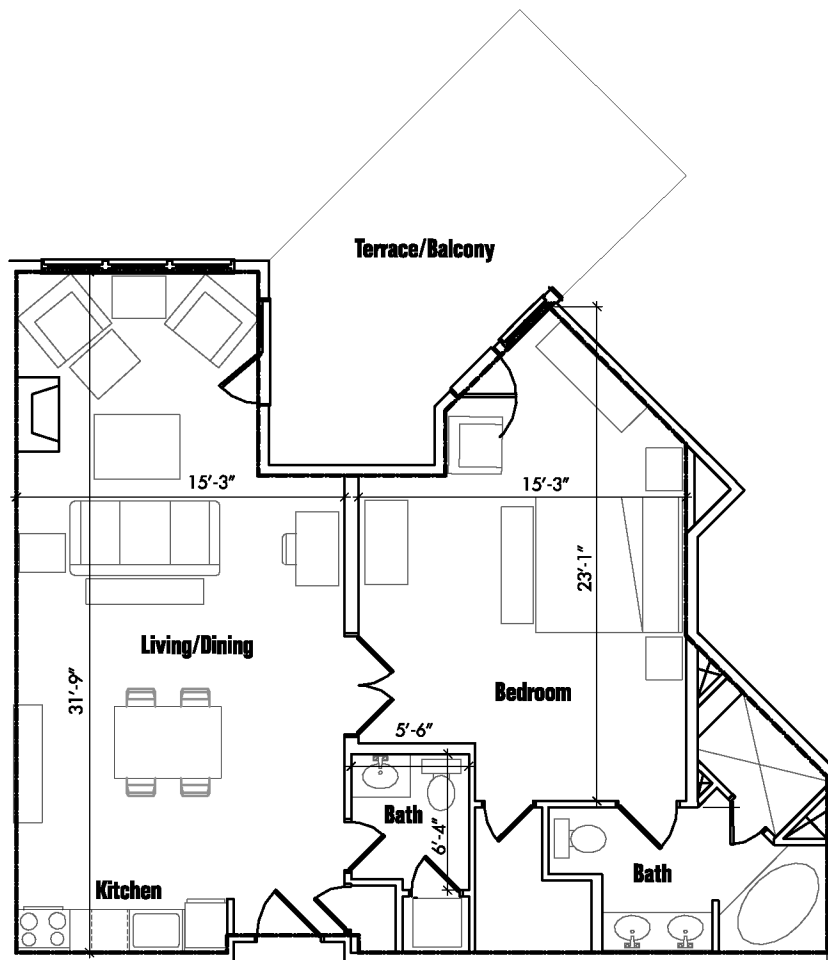 Terrace/Balcony
15'-3"
15'-3"
23'-1"
Living/Dining
31'-9"
Bedroom
5'-6"
Bath
6'-4"
Bath
Kitchen